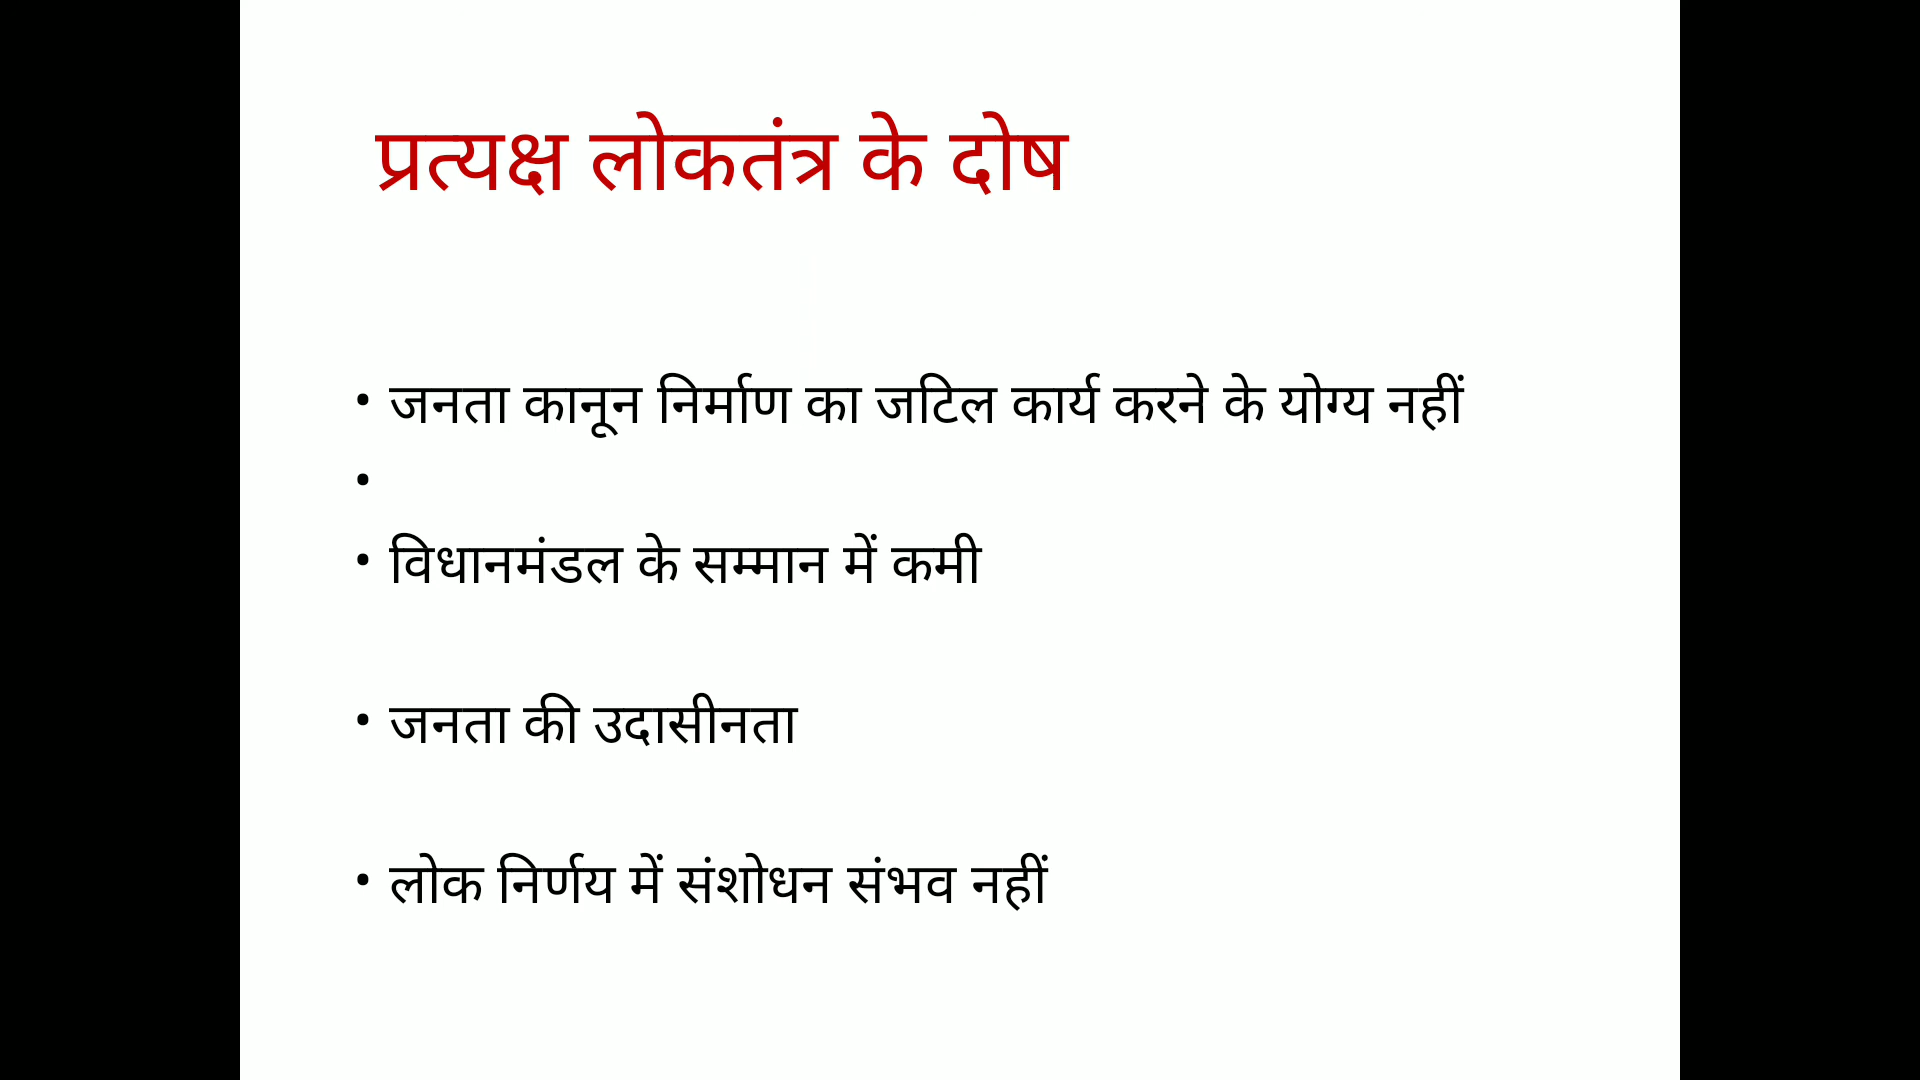 प्रत्यक्ष लोकतंत्र के दोष
• जनता कानून निर्माण का जटिल कार्य करने के योग्य नहीं
•
• विधानमंडल के सम्मान में कमी
• जनता की उदासीनता
• लोक निर्णय में संशोधन संभव नहीं